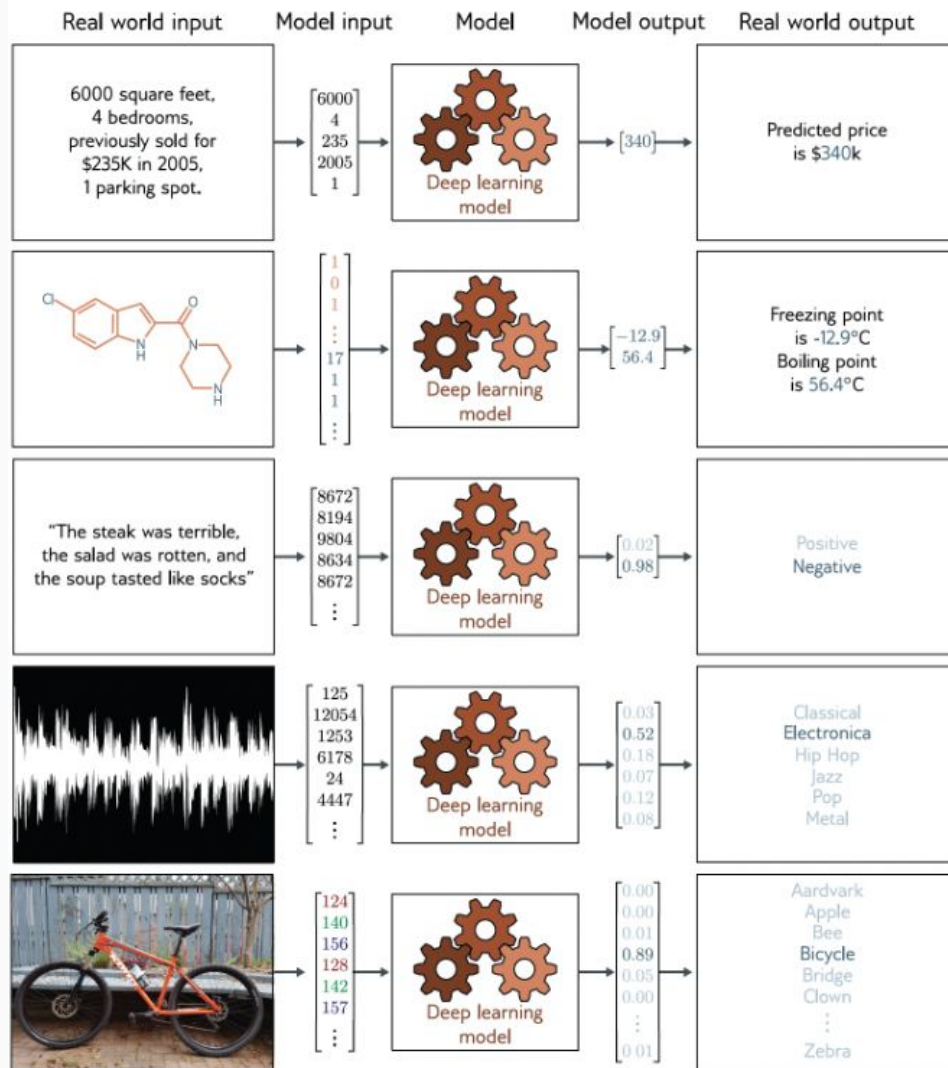 Real world input
Model input
Model
Model output
Real world output
6000 square feet,
4 bedrooms,
previously sold for
$235K in 2005,
1 parking spot.
6000
4
235
2005
1
Deep learning
model
340
Predicted price
is $340k
Cl
O
N
H
N
N
H
1
0
1
⋮
17
1
1
⋮
Deep learning
model
-12.9
56.4
Freezing point
is -12.9°C
Boiling point
is 56.4°C
"The steak was terrible,
the salad was rotten, and
the soup tasted like socks"
8672
8194
9804
8634
8672
⋮
Deep learning
model
0.02
0.98
Positive
Negative
125
12054
1253
6178
24
4447
⋮
Deep learning
model
0.03
0.52
0.18
0.07
0.12
0.08
Classical
Electronica
Hip Hop
Jazz
Pop
Metal
124
140
156
128
142
157
⋮
Deep learning
model
0.00
0.00
0.01
0.89
0.05
0.00
⋮
0.01
Aardvark
Apple
Bee
Bicycle
Bridge
Clown
⋮
Zebra